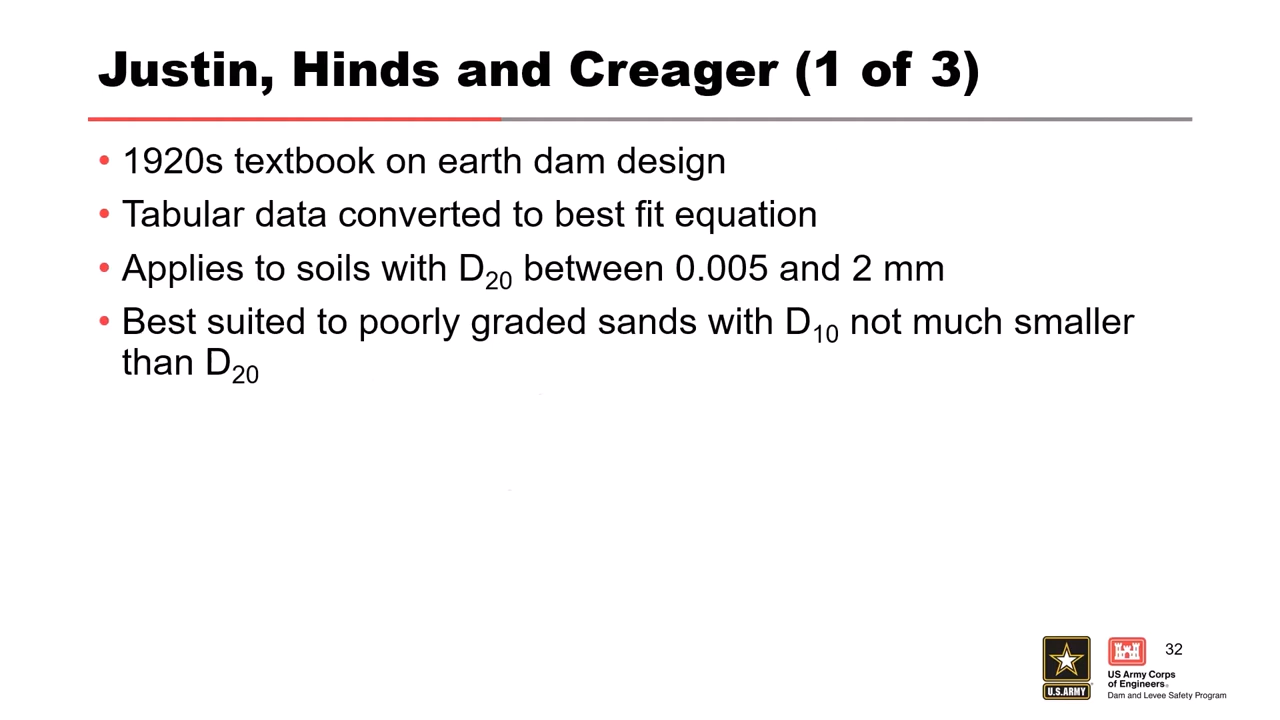 Justin, Hinds and Creager (1 of 3)
• 1920s textbook on earth dam design
• Tabular data converted to best fit equation
• Applies to soils with D20 between 0.005 and 2 mm
• Best suited to poorly graded sands with D10 not much smaller
than D20
32
U.S.ARMY
US Army Corps
of Engineers®
Dam and Levee Safety Program